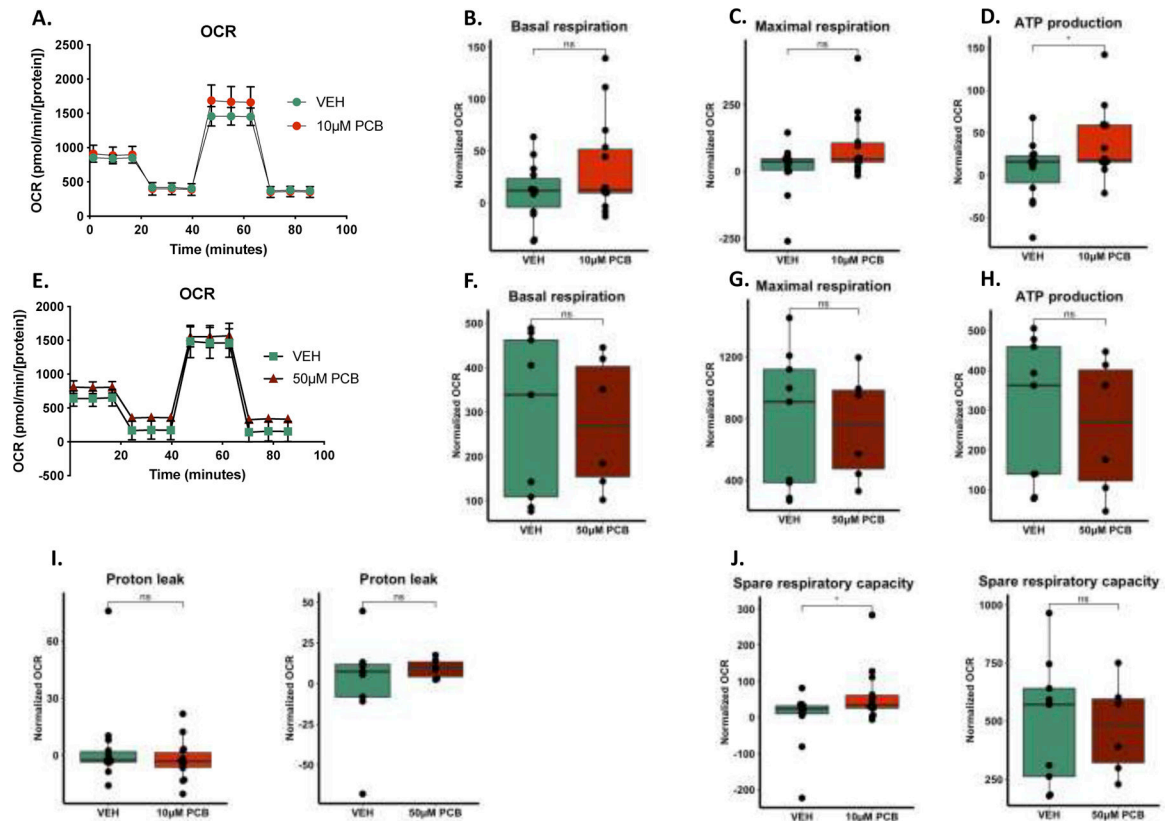 A.
OCR
2500
2000
1500
1000
500
0
0 20 40 60 80 100
Time (minutes)
OCR (pmol/min/[protein])
VEH
10µM PCB
B.
Basal respiration
ns
150
100
50
0
Normalized OCR
VEH 10µM PCB
C.
Maximal respiration
ns
250
0
-250
Normalized OCR
VEH 10µM PCB
D.
ATP production
*
150
100
50
0
50
Normalized OCR
VEH 10µM PCB
E.
OCR
2000
1500
1000
500
0
-500
0 20 40 60 80 100
Time (minutes)
OCR (pmol/min/[protein])
VEH
50µM PCB
F.
Basal respiration
ns
500
400
300
200
100
Normalized OCR
VEH 50µM PCB
G.
Maximal respiration
ns
1200
800
400
Normalized OCR
VEH 50µM PCB
H.
ATP production
ns
500
400
300
200
100
Normalized OCR
VEH 50µM PCB
I.
Proton leak
ns
60
30
0
Normalized OCR
VEH 10µM PCB
Proton leak
ns
50
25
0
-25
-50
Normalized OCR
VEH 50µM PCB
J.
Spare respiratory capacity
*
300
200
100
0
-100
-200
Normalized OCR
VEH 10µM PCB
Spare respiratory capacity
ns
1000
750
500
250
Normalized OCR
VEH 50µM PCB